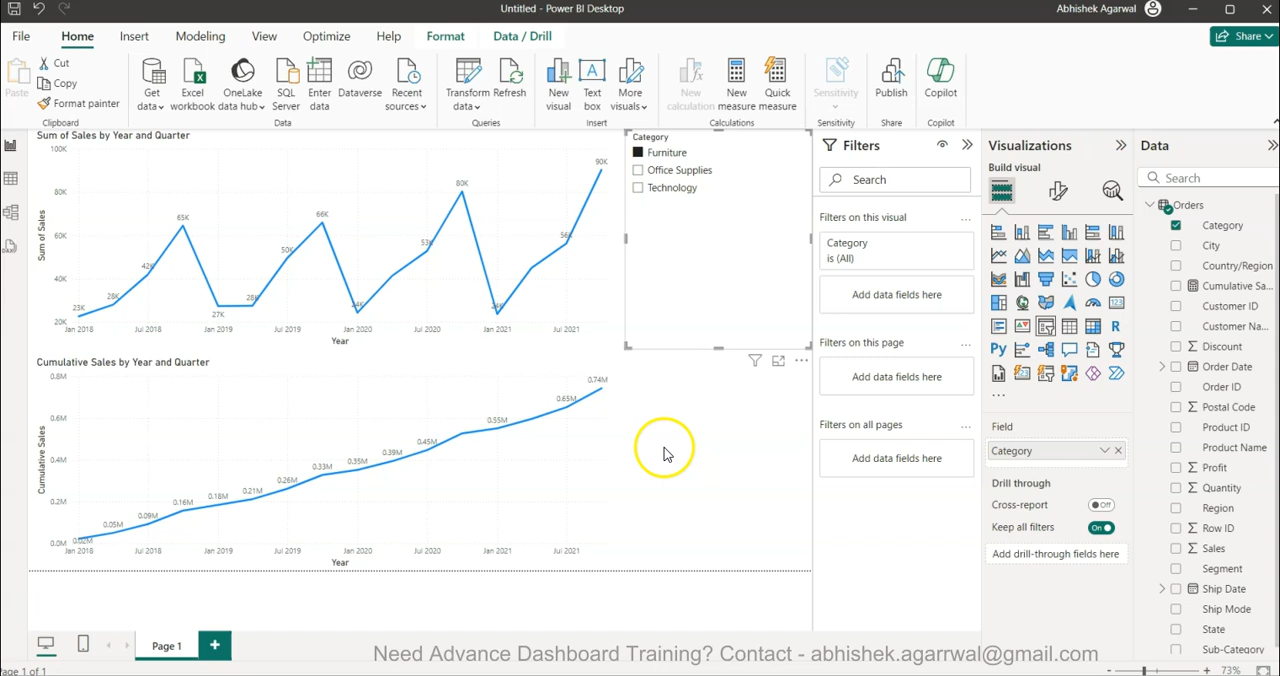 Untitled - Power BI Desktop
Abhishek Agarwal
File Home Insert Modeling View Optimize Help Format Data / Drill
Share
Paste
Cut
Copy
Format painter
Clipboard
Get data
Excel workbook
OneLake data hub
SQL Server
Enter data
Dataverse
Recent sources
Data
Transform data
Refresh
Queries
New visual
Text box
More visuals
Insert
New calculation
New measure
Quick measure
Calculations
Sensitivity
Sensitivity
Publish
Share
Copilot
Copilot
Sum of Sales by Year and Quarter
Sum of Sales
100K
80K
60K
40K
20K
23K
28K
42K
65K
27K
28K
50K
66K
24K
53K
80K
24K
56K
90K
Jan 2018 Jul 2018 Jan 2019 Jul 2019 Jan 2020 Jul 2020 Jan 2021 Jul 2021
Year
Category
Furniture
Office Supplies
Technology
Cumulative Sales by Year and Quarter
Cumulative Sales
0.8M
0.6M
0.4M
0.2M
0.0M
0.02M
0.05M
0.09M
0.16M
0.18M
0.21M
0.26M
0.33M
0.35M
0.39M
0.45M
0.55M
0.65M
0.74M
Jan 2018 Jul 2018 Jan 2019 Jul 2019 Jan 2020 Jul 2020 Jan 2021 Jul 2021
Year
Filters
Search
Filters on this visual
Category
is (All)
Add data fields here
Filters on this page
Add data fields here
Filters on all pages
Add data fields here
Visualizations
Build visual
123
R
Py
Field
Category
Drill through
Cross-report
Off
Keep all filters
On
Add drill-through fields here
Data
Search
Orders
Category
City
Country/Region
Cumulative Sa...
Customer ID
Customer Na...
Discount
Order Date
Order ID
Postal Code
Product ID
Product Name
Profit
Quantity
Region
Row ID
Sales
Segment
Ship Date
Ship Mode
State
Sub-Category
Page 1
Need Advance Dashboard Training? Contact - abhishek.agarrwal@gmail.com
Page 1 of 1
73%